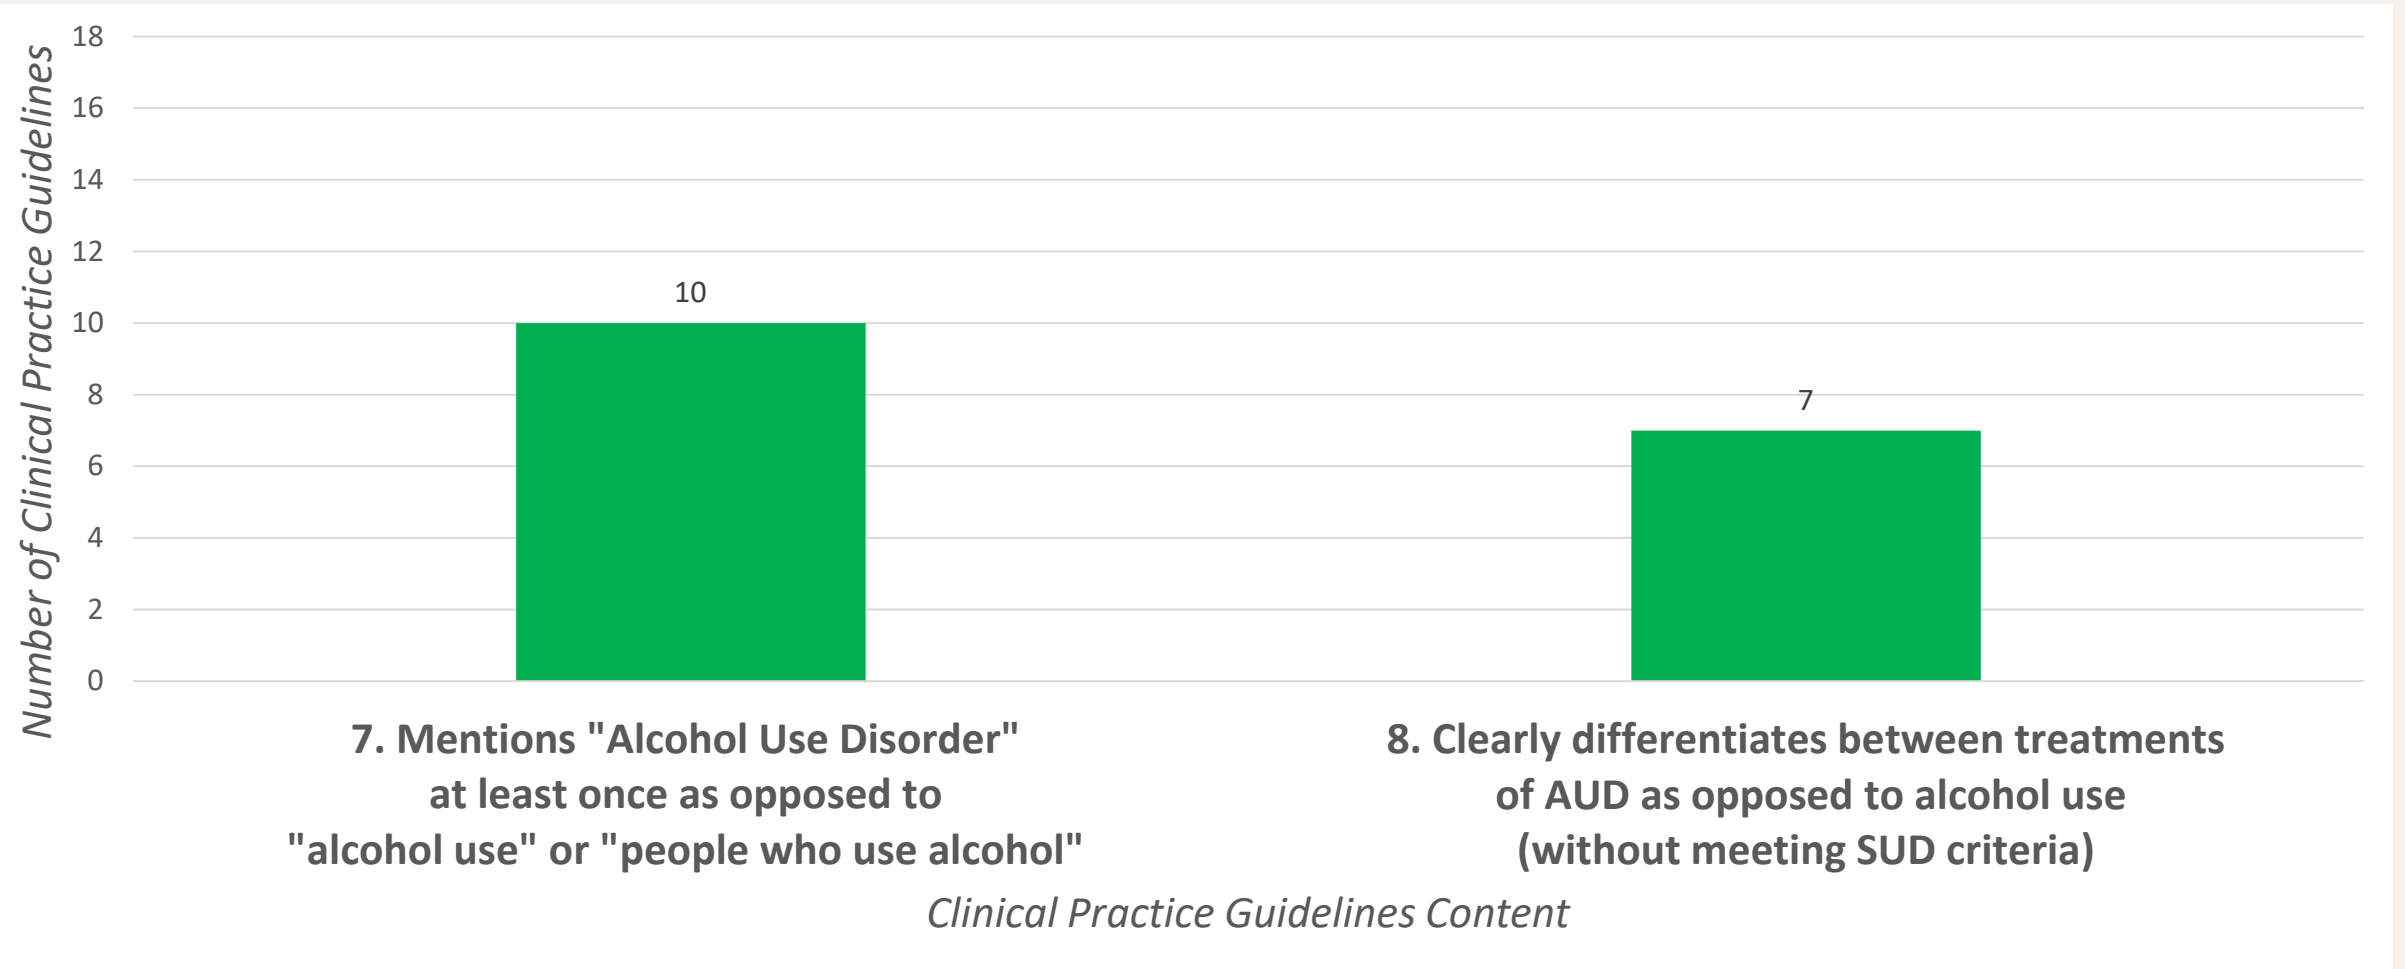 Number of Clinical Practice Guidelines
18
16
14
12
10
8
6
4
2
0
10
7
7. Mentions "Alcohol Use Disorder"
at least once as opposed to
"alcohol use" or "people who use alcohol"
8. Clearly differentiates between treatments
of AUD as opposed to alcohol use
(without meeting SUD criteria)
Clinical Practice Guidelines Content